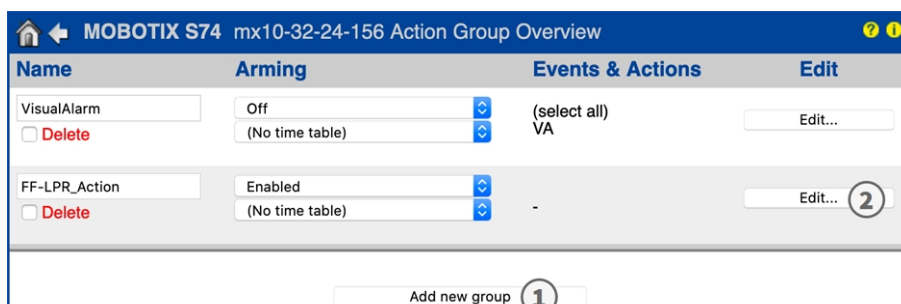 MOBOTIX S74 mx10-32-24-156 Action Group Overview ? i
Name Arming Events & Actions Edit
VisualAlarm Off (select all) Edit...
Delete (No time table) VA
FF-LPR_Action Enabled Edit... 2
Delete (No time table) -
Add new group 1